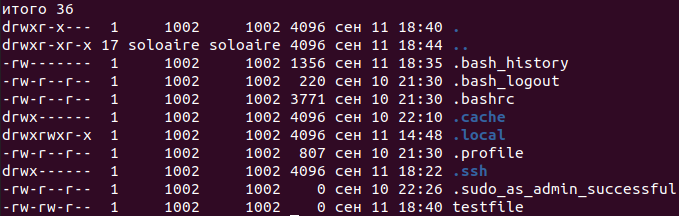 итого 36
drwxr-x--- 1 1002 1002 4096 сен 11 18:40 .
drwxr-xr-x 17 soloaire soloaire 4096 сен 11 18:44 ..
-rw------- 1 1002 1002 1356 сен 11 18:35 .bash_history
-rw-r--r-- 1 1002 1002 220 сен 10 21:30 .bash_logout
-rw-r--r-- 1 1002 1002 3771 сен 10 21:30 .bashrc
drwx------ 1 1002 1002 4096 сен 10 22:10 .cache
drwxrwxr-x 1 1002 1002 4096 сен 11 14:48 .local
-rw-r--r-- 1 1002 1002 807 сен 10 21:30 .profile
drwx------ 1 1002 1002 4096 сен 11 18:22 .ssh
-rw-r--r-- 1 1002 1002 0 сен 10 22:26 .sudo_as_admin_successful
-rw-rw-r-- 1 1002 1002 0 сен 11 18:40 testfile